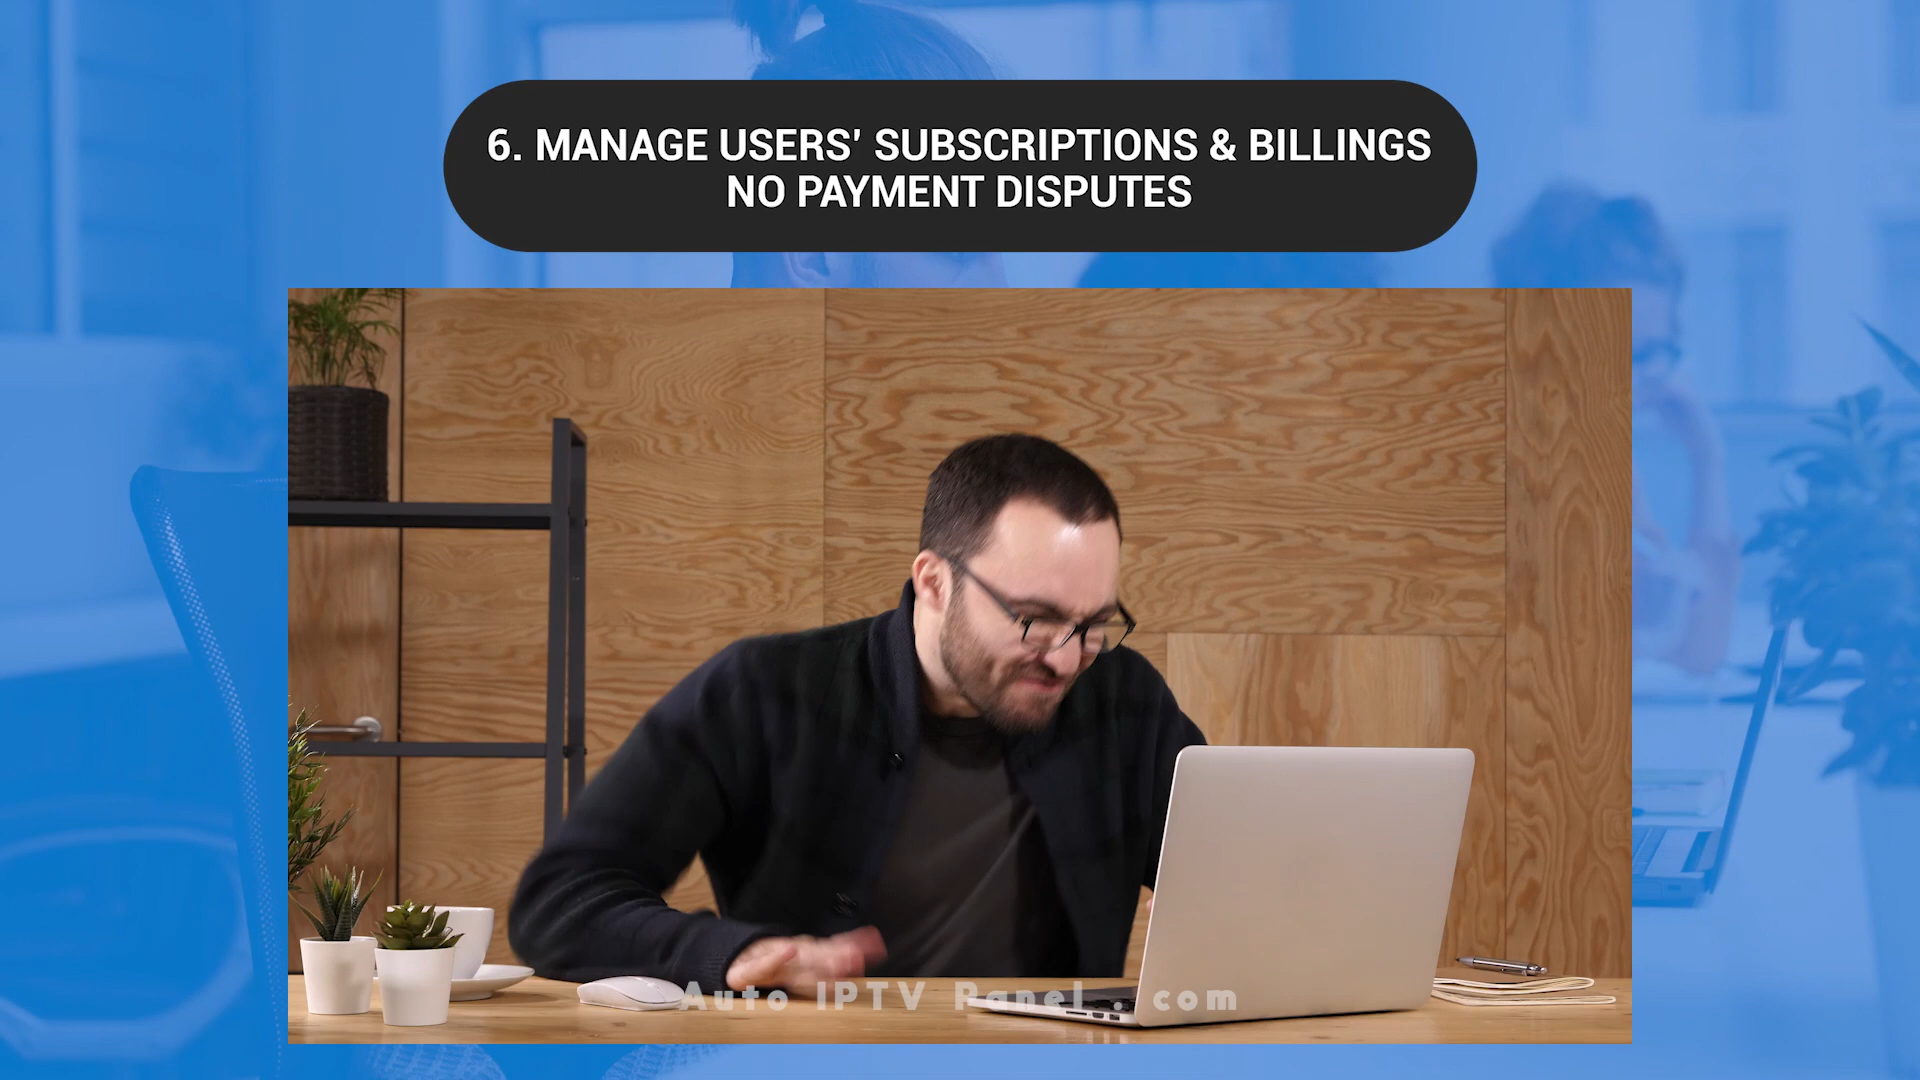 6. MANAGE USERS' SUBSCRIPTIONS & BILLINGS
NO PAYMENT DISPUTES
Auto IPTV Panel . com